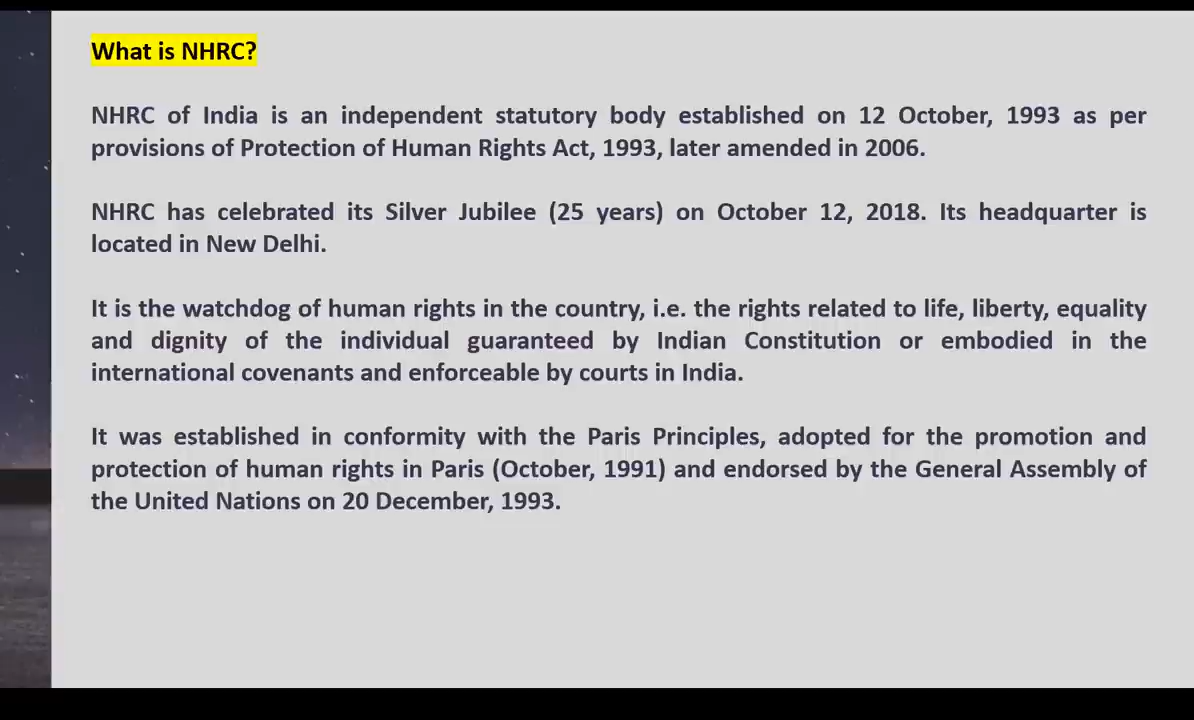 What is NHRC?
NHRC of India is an independent statutory body established on 12 October, 1993 as per
provisions of Protection of Human Rights Act, 1993, later amended in 2006.
NHRC has celebrated its Silver Jubilee (25 years) on October 12, 2018. Its headquarter is
located in New Delhi.
It is the watchdog of human rights in the country, i.e. the rights related to life, liberty, equality
and dignity of the individual guaranteed by Indian Constitution or embodied in the
international covenants and enforceable by courts in India.
It was established in conformity with the Paris Principles, adopted for the promotion and
protection of human rights in Paris (October, 1991) and endorsed by the General Assembly of
the United Nations on 20 December, 1993.